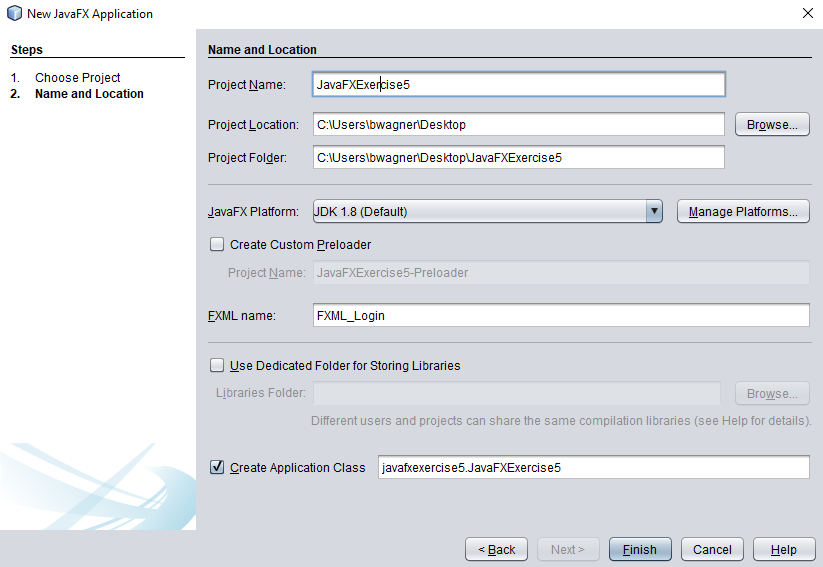 New JavaFX Application
Steps
1. Choose Project
2. Name and Location
Name and Location
Project Name: JavaFXExercise5
Project Location: C:\Users\bwagner\Desktop Browse...
Project Folder: C:\Users\bwagner\Desktop\JavaFXExercise5
JavaFX Platform: JDK 1.8 (Default) Manage Platforms...
Create Custom Preloader
Project Name: JavaFXExercise5-Preloader
FXML name: FXML_Login
Use Dedicated Folder for Storing Libraries
Libraries Folder: Browse...
Different users and projects can share the same compilation libraries (see Help for details).
Create Application Class javafxexercise5.JavaFXExercise5
< Back Next > Finish Cancel Help